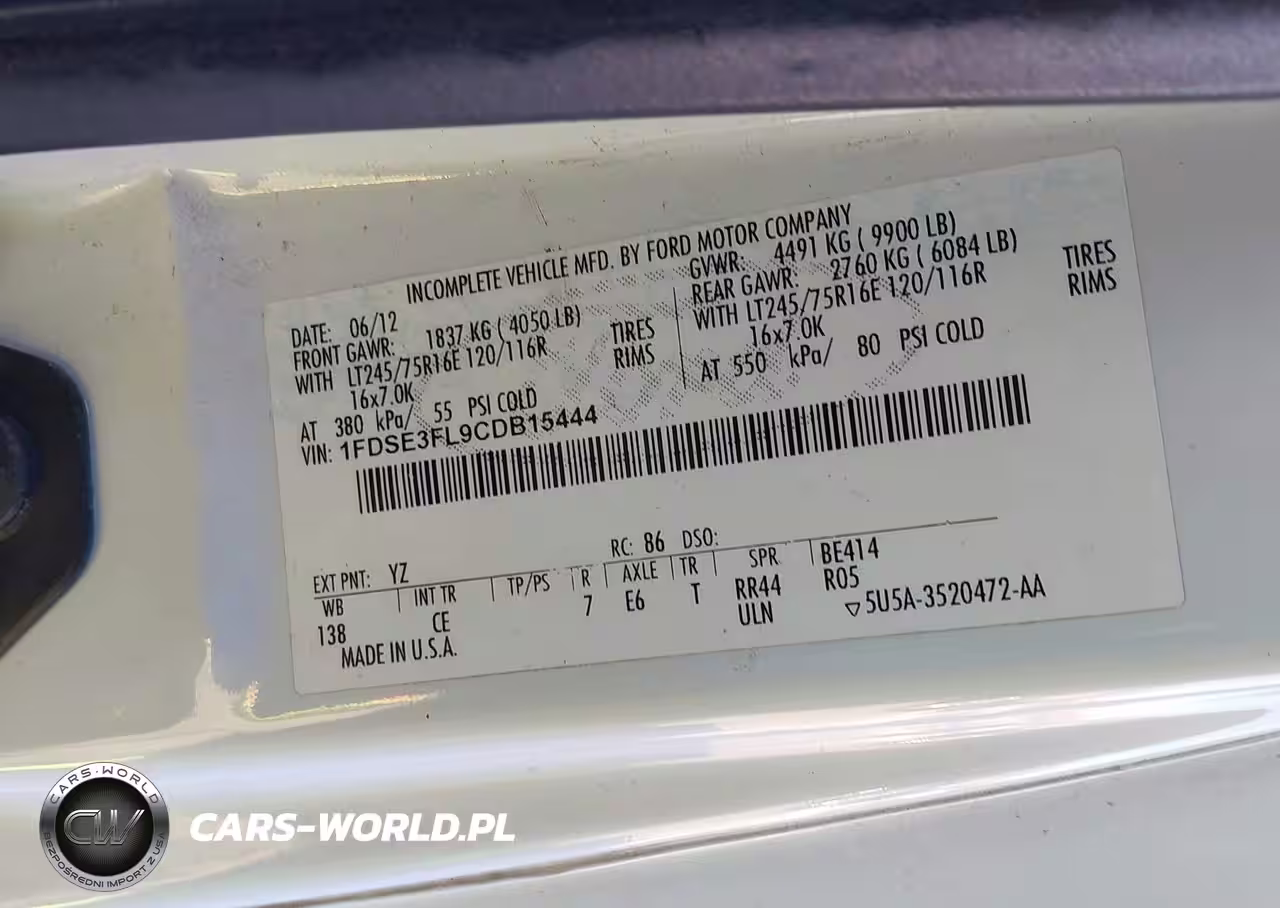 INCOMPLETE VEHICLE MFD. BY FORD MOTOR COMPANY
DATE: 06/12
GVWR: 4491 KG ( 9900 LB)
FRONT GAWR: 1837 KG ( 4050 LB)
REAR GAWR: 2760 KG ( 6084 LB)
WITH LT245/75R16E 120/116R TIRES
WITH LT245/75R16E 120/116R TIRES
16x7.0K RIMS
16x7.0K RIMS
AT 380 kPa/ 55 PSI COLD
AT 550 kPa/ 80 PSI COLD
VIN: 1FDSE3FL9CDB15444
EXT PNT: YZ RC: 86 DSO:
WB INT TR TP/PS R AXLE TR SPR BE414
138 CE 7 E6 T RR44 R05
ULN ▽5U5A-3520472-AA
MADE IN U.S.A.
CARS-WORLD
CW
BEZPOŚREDNI IMPORT Z USA
CARS-WORLD.PL